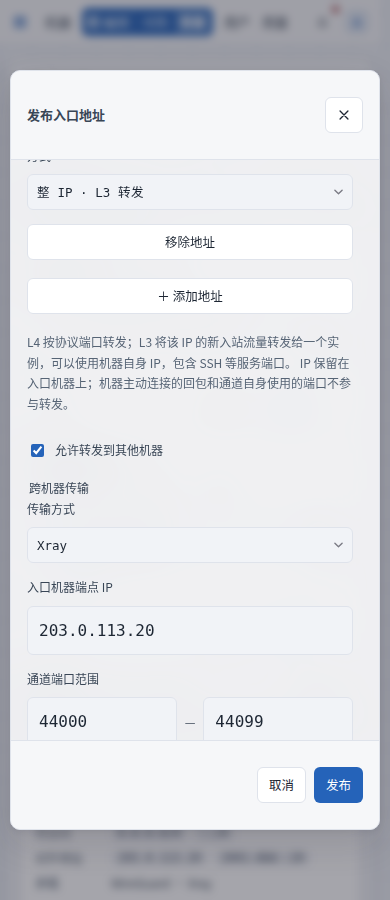 发布入口地址
整 IP · L3 转发
移除地址
+ 添加地址
L4 按协议端口转发；L3 将该 IP 的新入站流量转发给一个实
例，可以使用机器自身 IP，包含 SSH 等服务端口。 IP 保留在
入口机器上；机器主动连接的回包和通道自身使用的端口不参
与转发。
允许转发到其他机器
跨机器传输
传输方式
Xray
入口机器端点 IP
203.0.113.20
通道端口范围
44000 — 44099
取消 发布